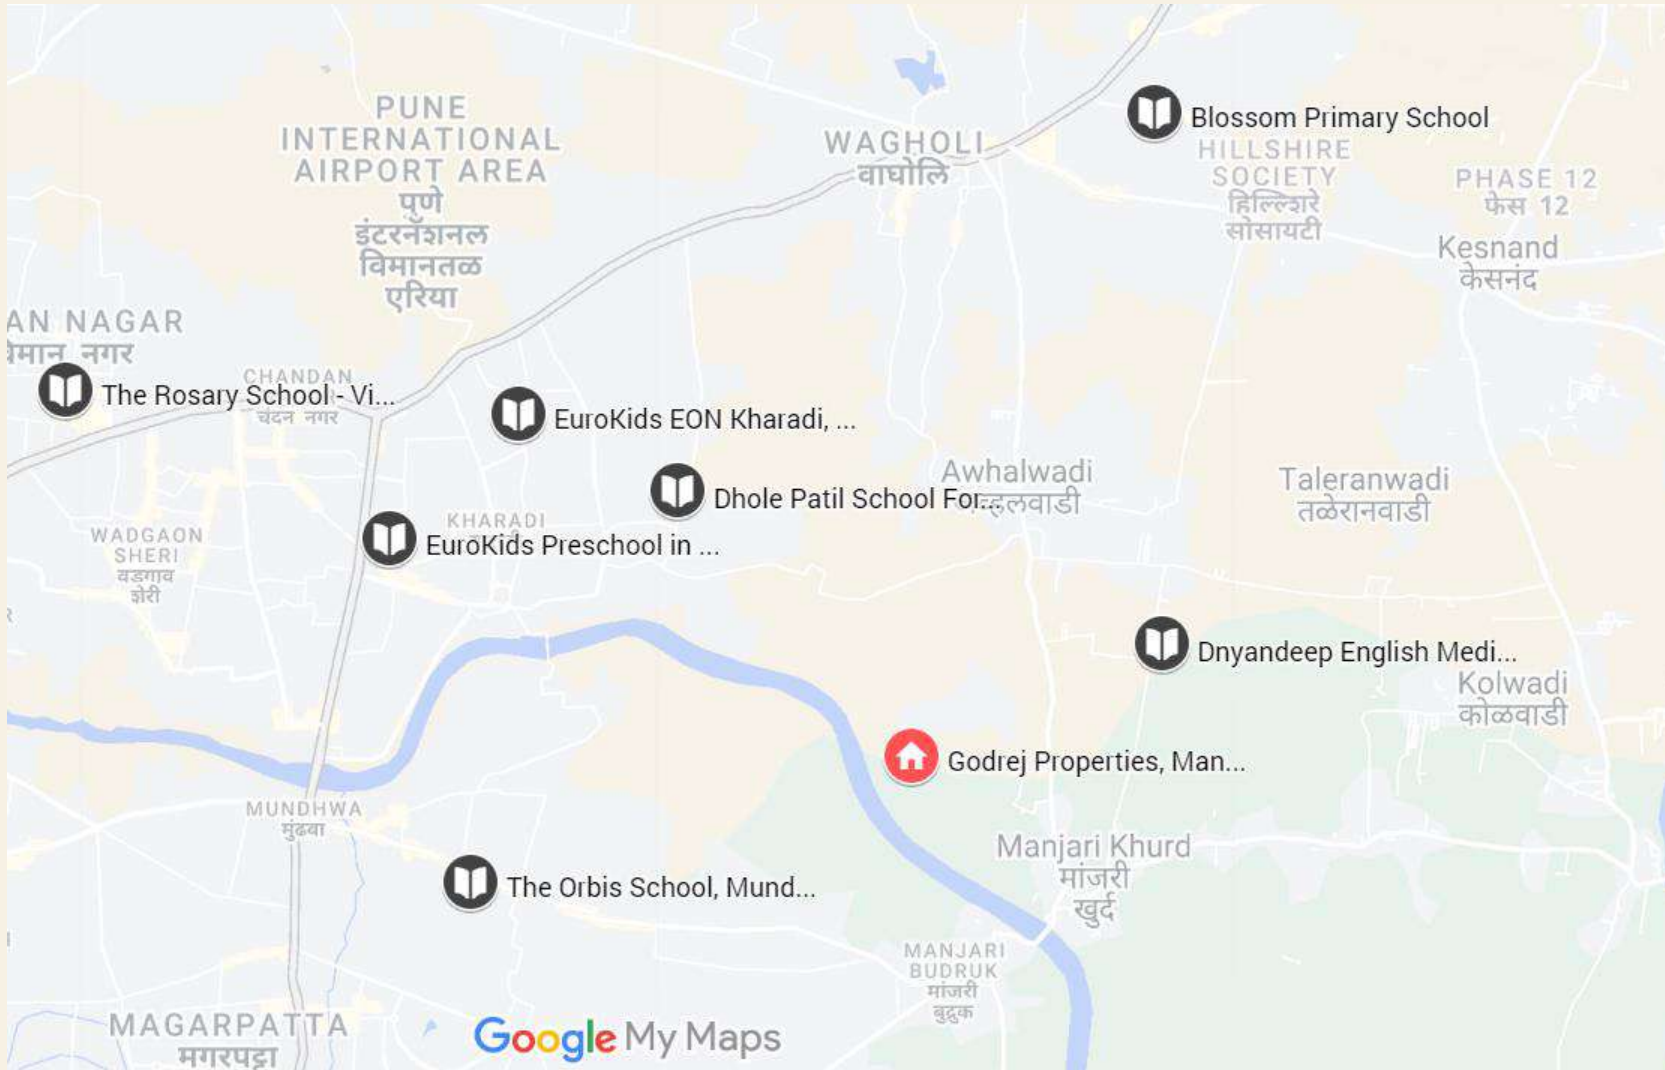 PUNE
INTERNATIONAL
AIRPORT AREA
पुणे
इंटरनॅशनल
विमानतळ
एरिया
WAGHOLI
वाघोलि
Blossom Primary School
HILLSHIRE
SOCIETY
हिल्लिशरे
सोसायटी
PHASE 12
फेस 12
Kesnand
केसनंद
AN NAGAR
नगर
The Rosary School - Vi...
CHANDAN
चंदन नगर
EuroKids EON Kharadi, ...
Awhalwadi
Dhole Patil School For...
Taleranwadi
तळेरानवाडी
KHARADI
EuroKids Preschool in ...
WADGAON
SHERI
वडगाव
शेरी
Dnyandeep English Medi...
Kolwadi
कोळवाडी
Godrej Properties, Man...
MUNDHWA
मुंढवा
Manjari Khurd
मांजरी
खुर्द
The Orbis School, Mund...
MANJARI
BUDRUK
मांजरी
बुद्रुक
MAGARPATTA
मगरपट्टा
Google My Maps